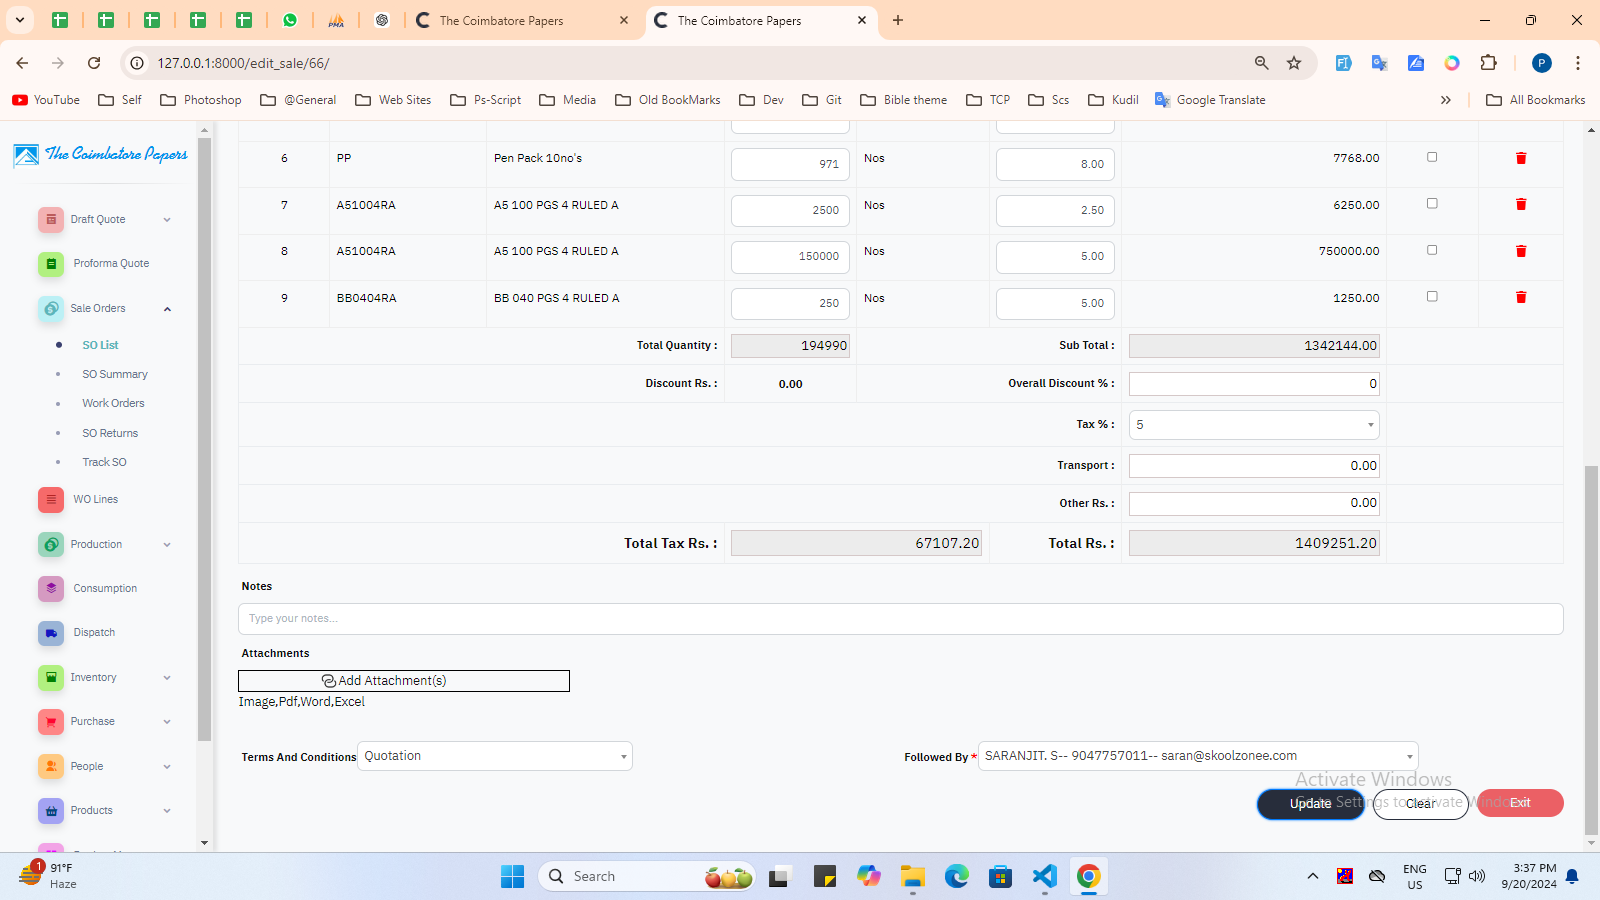 The Coimbatore Papers
The Coimbatore Papers
127.0.0.1:8000/edit_sale/66/
P
YouTube Self Photoshop @General Web Sites Ps-Script Media Old BookMarks Dev Git Bible theme TCP Scs Kudil Google Translate » All Bookmarks
The Coimbatore Papers
Draft Quote
Proforma Quote
Sale Orders
SO List
SO Summary
Work Orders
SO Returns
Track SO
WO Lines
Production
Consumption
Dispatch
Inventory
Purchase
People
Products
6 PP Pen Pack 10no's 971 Nos 8.00 7768.00
7 A51004RA A5 100 PGS 4 RULED A 2500 Nos 2.50 6250.00
8 A51004RA A5 100 PGS 4 RULED A 150000 Nos 5.00 750000.00
9 BB0404RA BB 040 PGS 4 RULED A 250 Nos 5.00 1250.00
Total Quantity : 194990 Sub Total : 1342144.00
Discount Rs. : 0.00 Overall Discount % : 0
Tax % : 5
Transport : 0.00
Other Rs. : 0.00
Total Tax Rs. : 67107.20 Total Rs. : 1409251.20
Notes
Type your notes...
Attachments
Add Attachment(s)
Image,Pdf,Word,Excel
Terms And Conditions Quotation Followed By * SARANJIT. S-- 9047757011-- saran@skoolzonee.com
Activate Windows
Go to Settings to activate Windows.
Update Clear Exit
1 91°F
Haze
Search
ENG
US
3:37 PM
9/20/2024